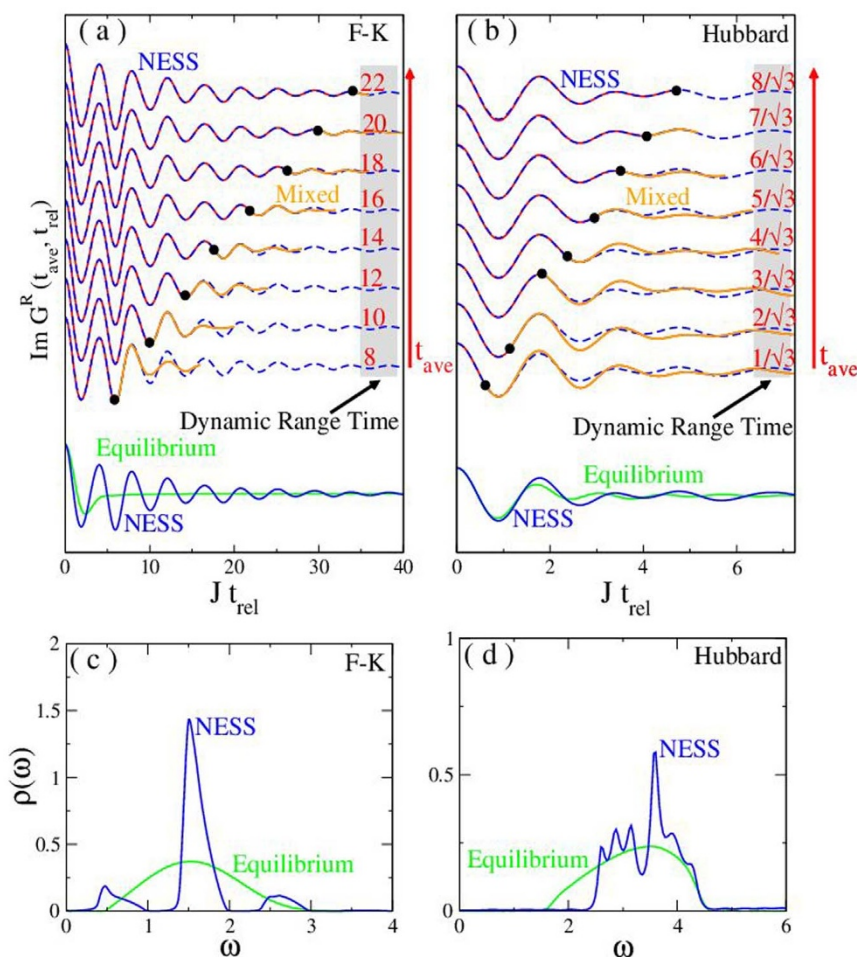 ( a )
F-K
NESS
22
20
18
Mixed
16
14
12
10
8
t_ave
Dynamic Range Time
Equilibrium
NESS
Im G^R (t_ave, t_rel)
0 10 20 30 40
J t_rel
( b )
Hubbard
NESS
8/√3
7/√3
6/√3
Mixed
5/√3
4/√3
3/√3
2/√3
1/√3
t_ave
Dynamic Range Time
Equilibrium
NESS
0 2 4 6
J t_rel
( c )
F-K
NESS
Equilibrium
2
1.5
1
0.5
0
ρ(ω)
0 1 2 3 4
ω
( d )
Hubbard
NESS
Equilibrium
1
0.5
0
0 2 4 6
ω